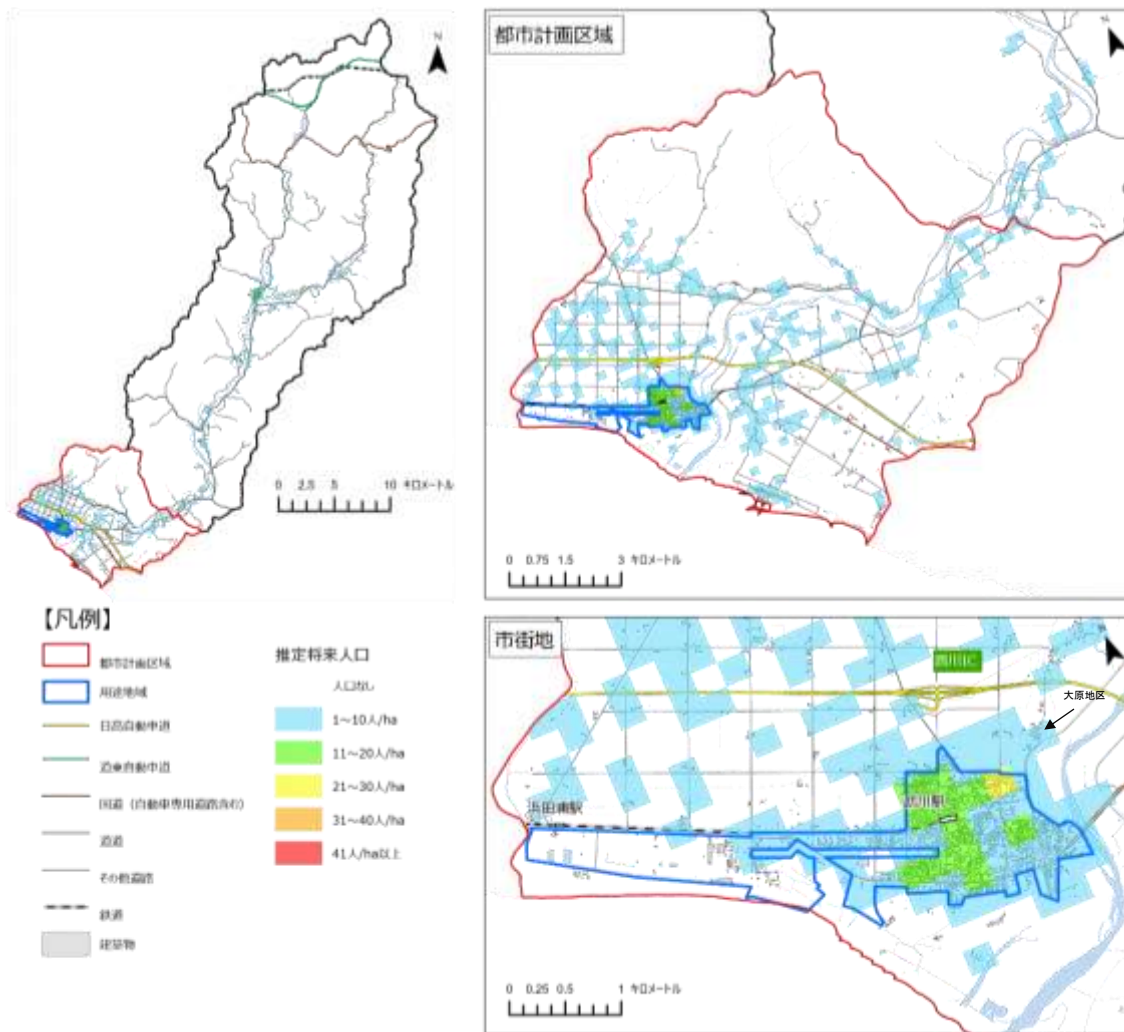 N
0 2.5 5 10 キロメートル
都市計画区域
N
0 0.75 1.5 3 キロメートル
【凡例】
都市計画区域
用途地域
日高自動車道
道東自動車道
国道（自動車専用道路含む）
道道
その他道路
鉄道
建築物
推定将来人口
人口なし
1～10人/ha
11～20人/ha
21～30人/ha
31～40人/ha
41人/ha以上
市街地
鵡川IC
大原地区
浜田浦駅
鵡川駅
0 0.25 0.5 1 キロメートル